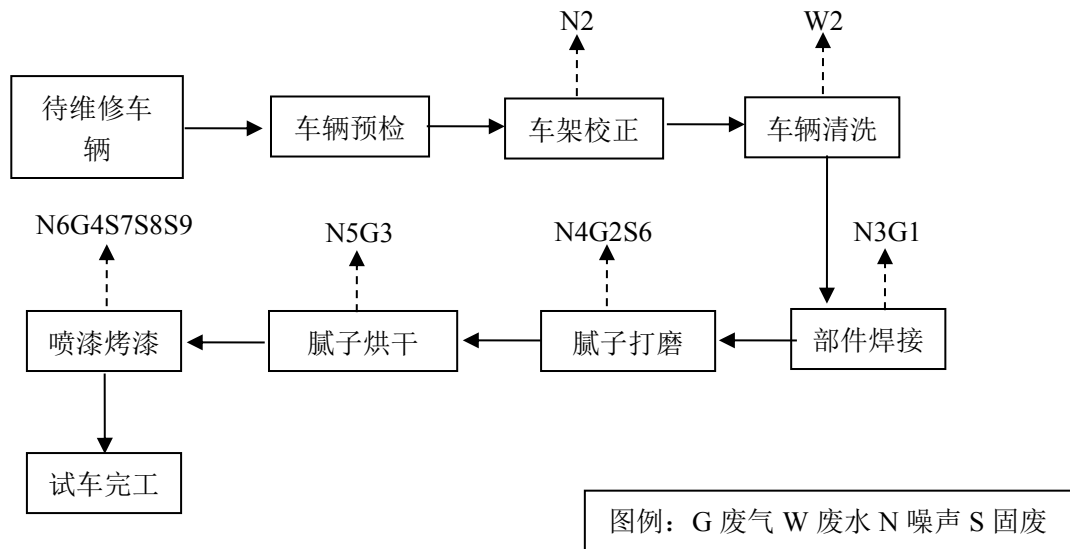 N2
W2
待维修车
辆
车辆预检
车架校正
车辆清洗
N6G4S7S8S9
N5G3
N4G2S6
N3G1
喷漆烤漆
腻子烘干
腻子打磨
部件焊接
试车完工
图例：G 废气 W 废水 N 噪声 S 固废